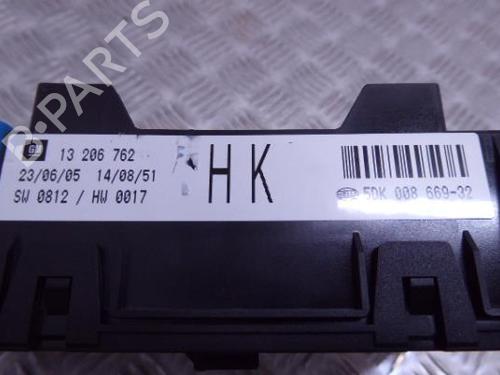 B-PARTS
GM
13 206 762
23/06/05 14/08/51
SW 0812 / HW 0017
HK
5DK 008 669-32